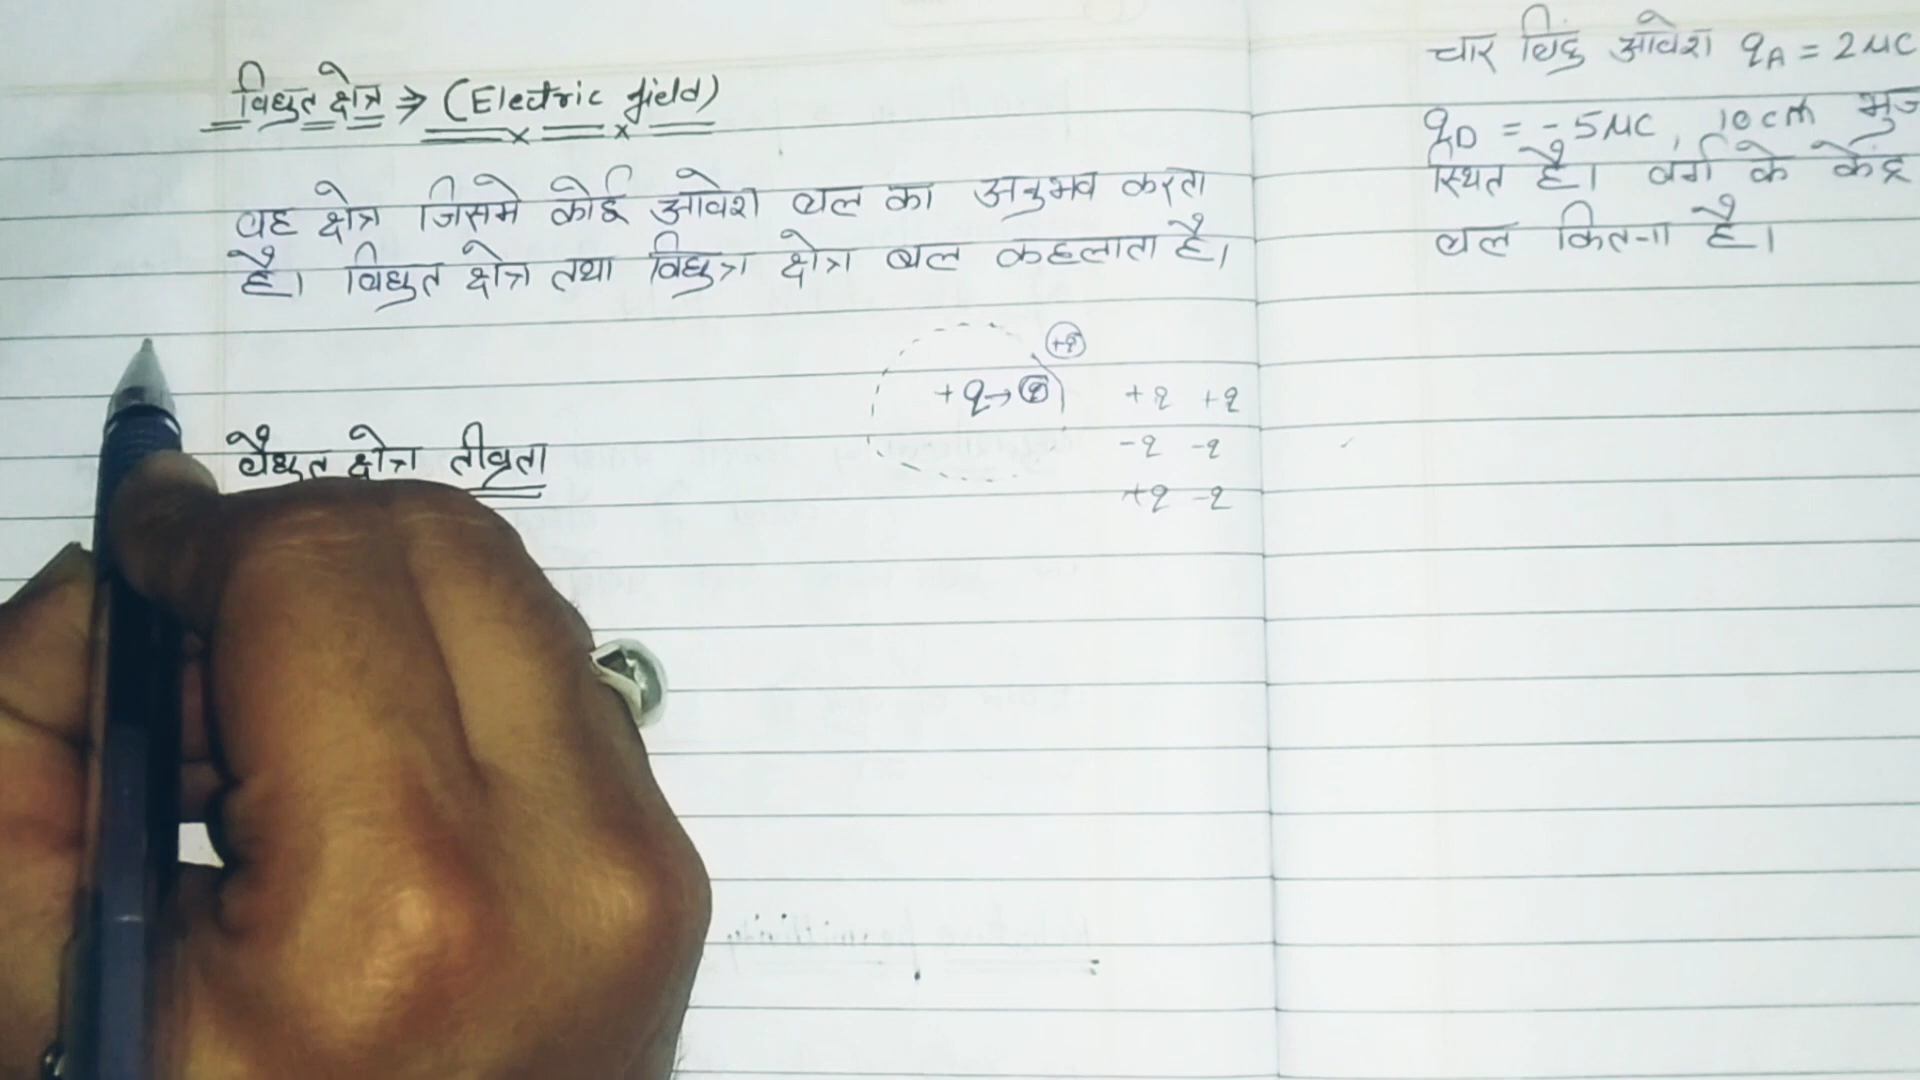 विद्युत क्षेत्र ⇒ (Electric field)
वह क्षेत्र जिसमे कोई आवेश बल का अनुभव करता
है। विद्युत क्षेत्र तथा विद्युत्र क्षेत्र बल कहलाता है।
+q
+q→q
+q +q
-q -q
+q -q
वैद्युत क्षेत्र तीव्रता
चार बिंदु आवेश qA = 2μC
qD = -5μC, 10cm भुज
स्थित है। वर्ग के केंद्र
बल कितना है।